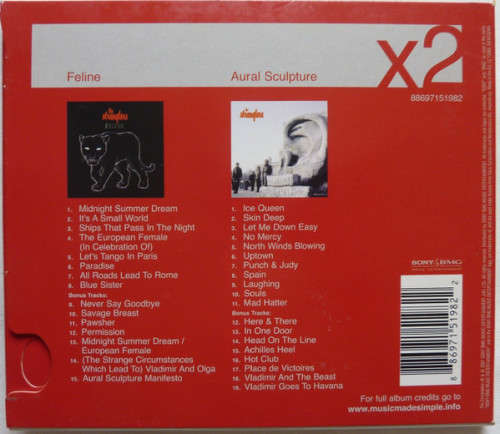 x2
Feline
Aural Sculpture
88697151982
the
stranglers
FELINE
the
stranglers
1. Midnight Summer Dream
2. It's A Small World
3. Ships That Pass In The Night
4. The European Female
(In Celebration Of)
5. Let's Tango In Paris
6. Paradise
7. All Roads Lead To Rome
8. Blue Sister
Bonus Tracks:
9. Never Say Goodbye
10. Savage Breast
11. Pawsher
12. Permission
13. Midnight Summer Dream /
European Female
14. (The Strange Circumstances
Which Lead To) Vladimir And Olga
15. Aural Sculpture Manifesto
1. Ice Queen
2. Skin Deep
3. Let Me Down Easy
4. No Mercy
5. North Winds Blowing
6. Uptown
7. Punch & Judy
8. Spain
9. Laughing
10. Souls
11. Mad Hatter
Bonus Tracks:
12. Here & There
13. In One Door
14. Head On The Line
15. Achilles Heel
16. Hot Club
17. Place de Victoires
18. Vladimir And The Beast
19. Vladimir Goes To Havana
SONY BMG
MUSIC ENTERTAINMENT
8 86971 51982 2
For full album credits go to
www.musicmadesimple.info